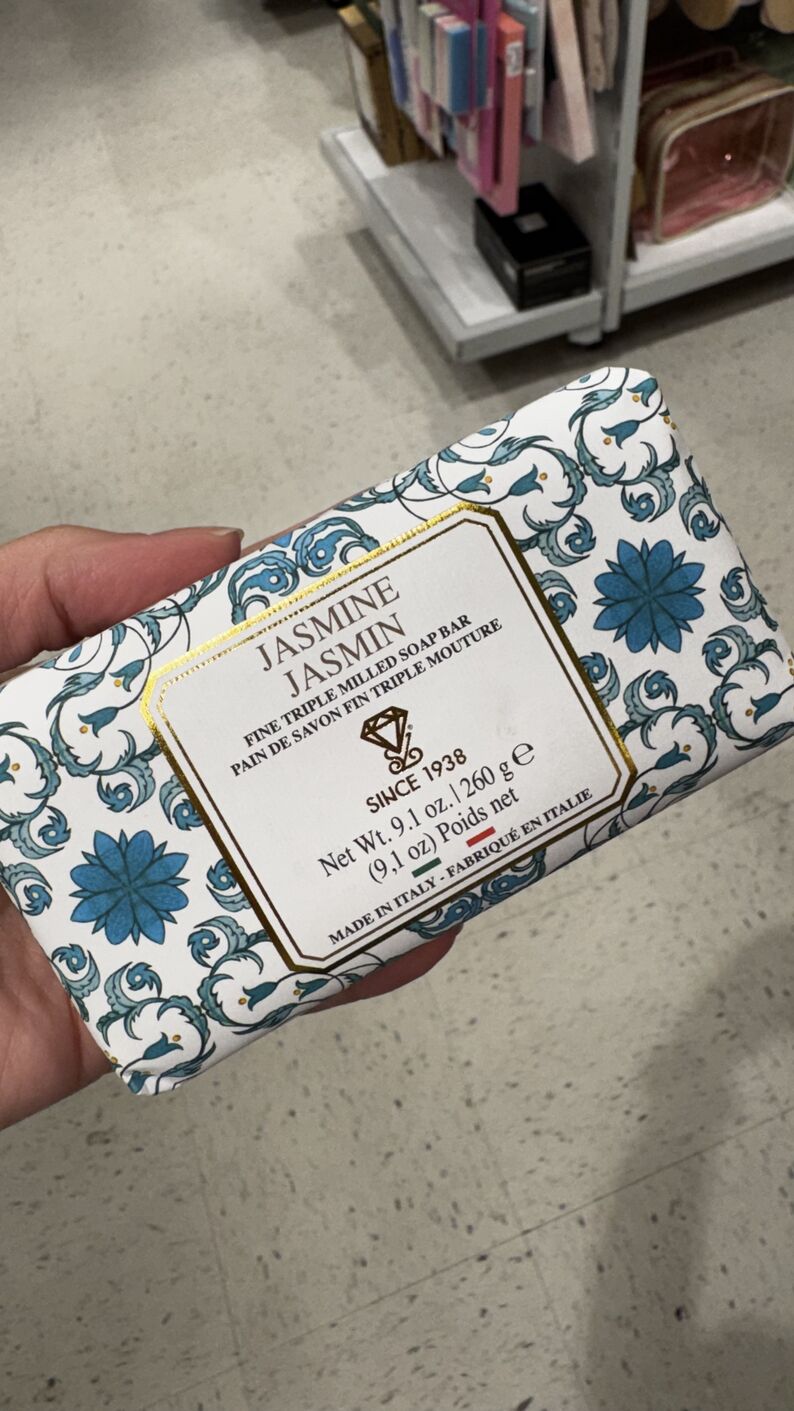 JASMINE
JASMIN
FINE TRIPLE MILLED SOAP BAR
PAIN DE SAVON FIN TRIPLE MOUTURE
SINCE 1938
Net Wt. 9.1 oz. | 260 g ℮
(9,1 oz) Poids net
MADE IN ITALY - FABRIQUÉ EN ITALIE